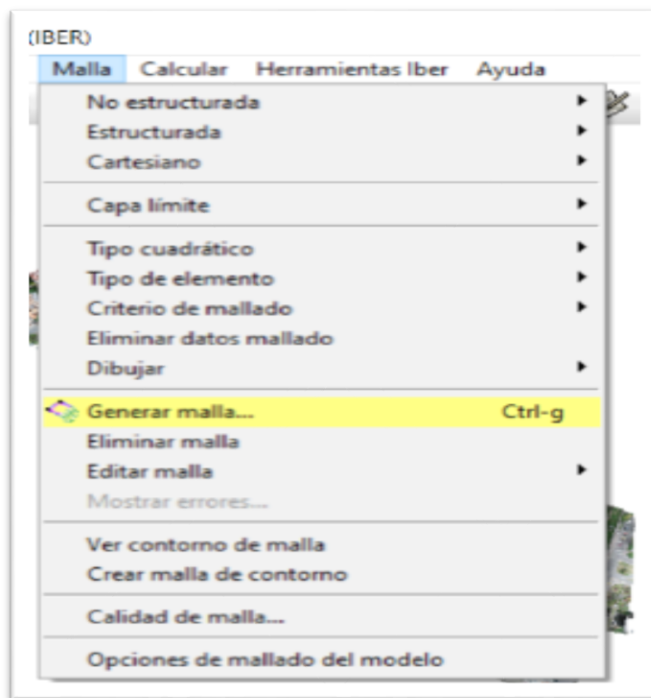 (IBER)
Malla Calcular Herramientas Iber Ayuda
No estructurada
Estructurada
Cartesiano
Capa límite
Tipo cuadrático
Tipo de elemento
Criterio de mallado
Eliminar datos mallado
Dibujar
Generar malla... Ctrl-g
Eliminar malla
Editar malla
Mostrar errores...
Ver contorno de malla
Crear malla de contorno
Calidad de malla...
Opciones de mallado del modelo